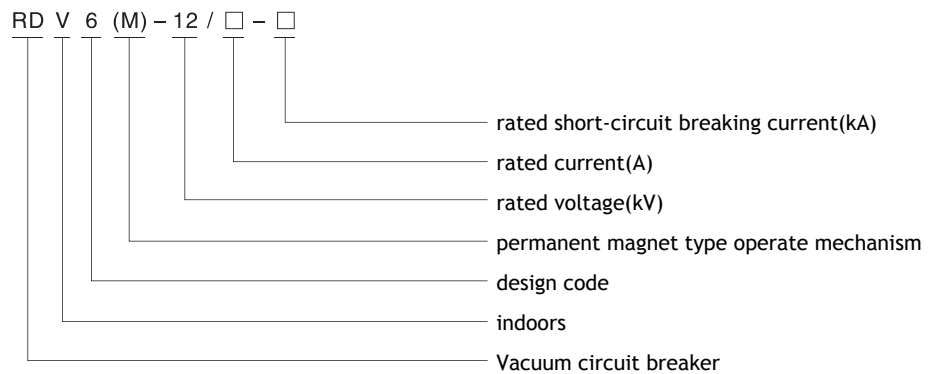 RD V 6 (M) – 12 / □ – □
rated short-circuit breaking current(kA)
rated current(A)
rated voltage(kV)
permanent magnet type operate mechanism
design code
indoors
Vacuum circuit breaker